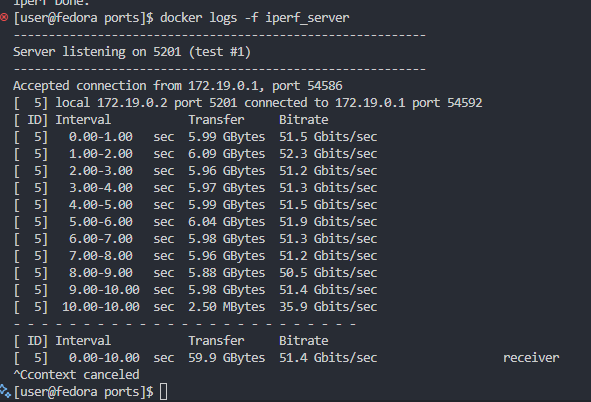 iperf Done.
[user@fedora ports]$ docker logs -f iperf_server
-----------------------------------------------------------
Server listening on 5201 (test #1)
-----------------------------------------------------------
Accepted connection from 172.19.0.1, port 54586
[  5] local 172.19.0.2 port 5201 connected to 172.19.0.1 port 54592
[ ID] Interval           Transfer     Bitrate
[  5]   0.00-1.00   sec  5.99 GBytes  51.5 Gbits/sec
[  5]   1.00-2.00   sec  6.09 GBytes  52.3 Gbits/sec
[  5]   2.00-3.00   sec  5.96 GBytes  51.2 Gbits/sec
[  5]   3.00-4.00   sec  5.97 GBytes  51.3 Gbits/sec
[  5]   4.00-5.00   sec  5.99 GBytes  51.5 Gbits/sec
[  5]   5.00-6.00   sec  6.04 GBytes  51.9 Gbits/sec
[  5]   6.00-7.00   sec  5.98 GBytes  51.3 Gbits/sec
[  5]   7.00-8.00   sec  5.96 GBytes  51.2 Gbits/sec
[  5]   8.00-9.00   sec  5.88 GBytes  50.5 Gbits/sec
[  5]   9.00-10.00  sec  5.98 GBytes  51.4 Gbits/sec
[  5]  10.00-10.00  sec  2.50 MBytes  35.9 Gbits/sec
- - - - - - - - - - - - - - - - - - - - - - - - -
[ ID] Interval           Transfer     Bitrate
[  5]   0.00-10.00  sec  59.9 GBytes  51.4 Gbits/sec                  receiver
^Ccontext canceled
[user@fedora ports]$